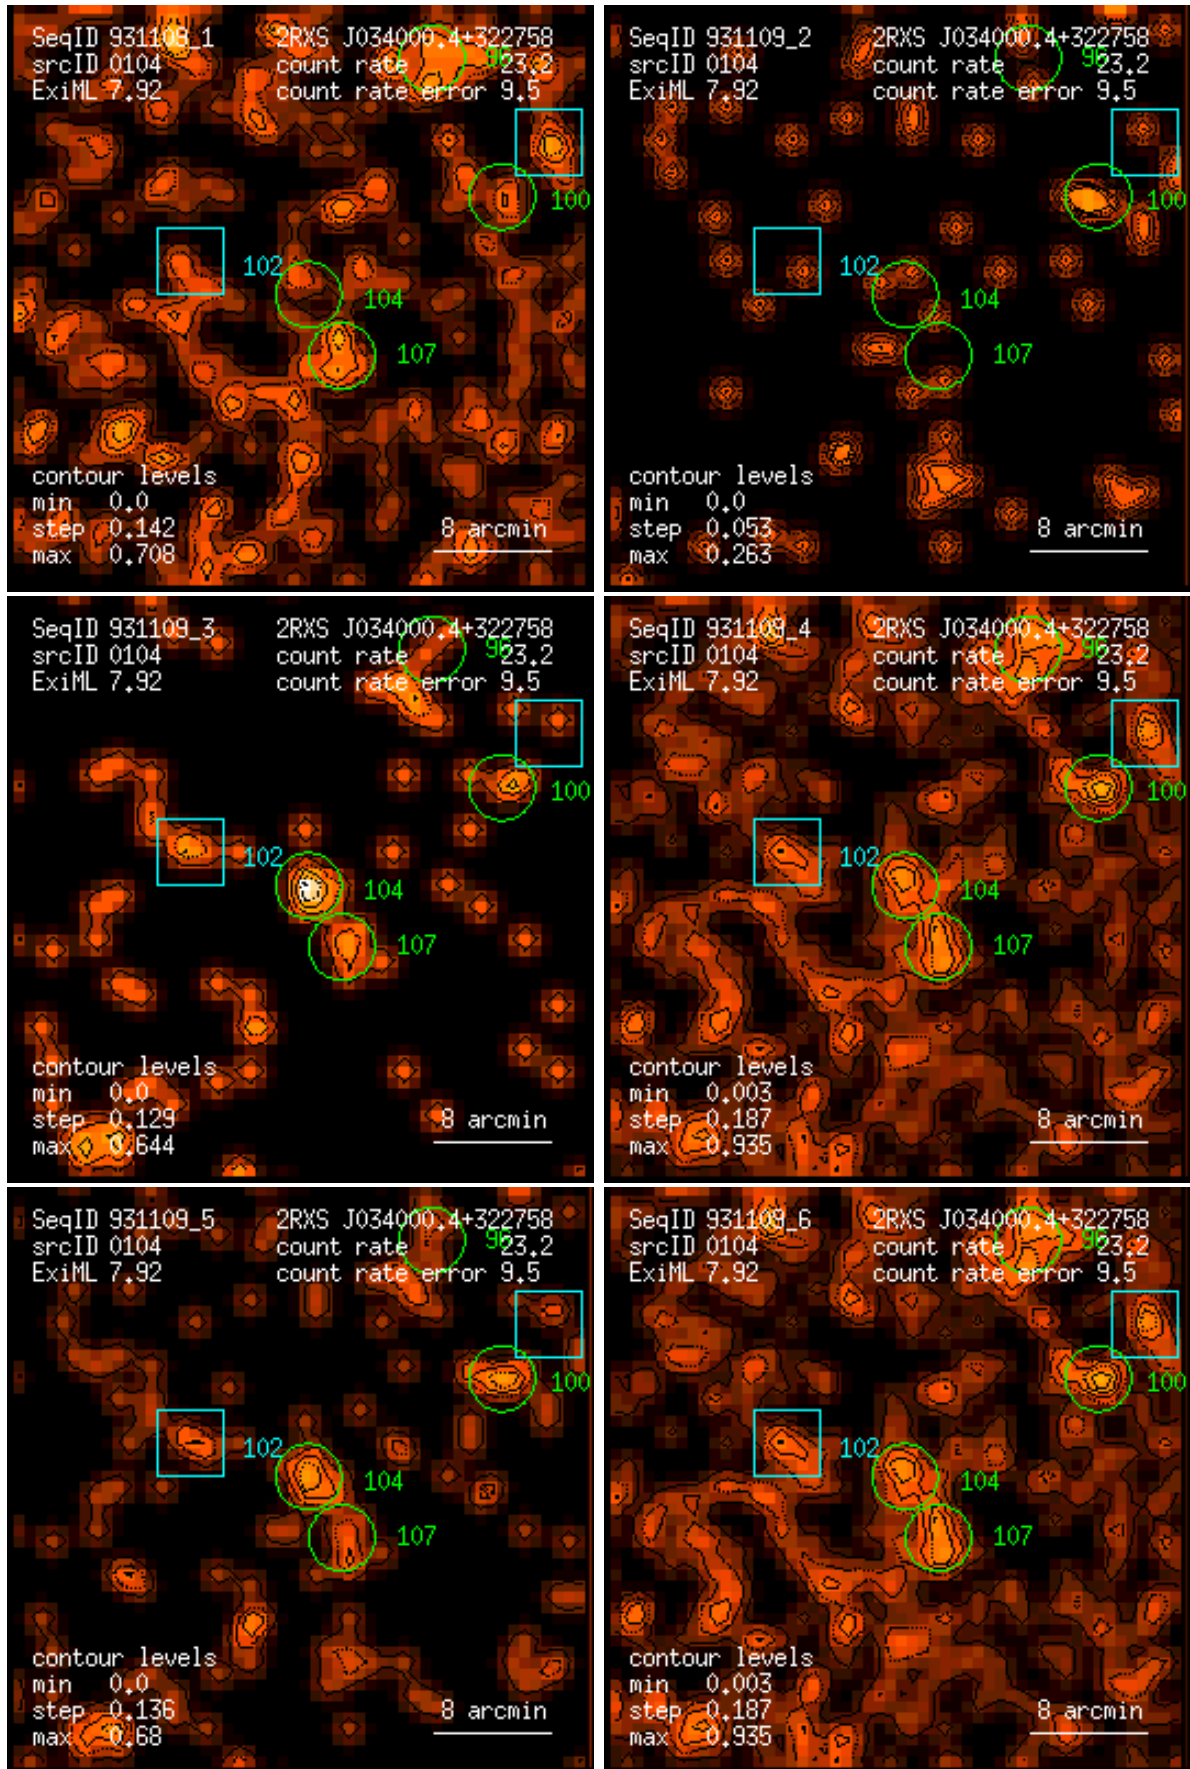 SeqID 931109_1 2RXS J034000.4+322758
srcID 0104 count rate 23.2
96
ExiML 7.92 count rate error 9.5
100
102
104
107
contour levels
min 0.0
step 0.142 8 arcmin
max 0.708
SeqID 931109_2 2RXS J034000.4+322758
srcID 0104 count rate 23.2
96
ExiML 7.92 count rate error 9.5
100
102
104
107
contour levels
min 0.0
step 0.053 8 arcmin
max 0.263
SeqID 931109_3 2RXS J034000.4+322758
srcID 0104 count rate 23.2
96
ExiML 7.92 count rate error 9.5
100
102
104
107
contour levels
min 0.0
step 0.129 8 arcmin
max 0.644
SeqID 931109_4 2RXS J034000.4+322758
srcID 0104 count rate 23.2
96
ExiML 7.92 count rate error 9.5
100
102
104
107
contour levels
min 0.003
step 0.187 8 arcmin
max 0.935
SeqID 931109_5 2RXS J034000.4+322758
srcID 0104 count rate 23.2
96
ExiML 7.92 count rate error 9.5
100
102
104
107
contour levels
min 0.0
step 0.136 8 arcmin
max 0.68
SeqID 931109_6 2RXS J034000.4+322758
srcID 0104 count rate 23.2
96
ExiML 7.92 count rate error 9.5
100
102
104
107
contour levels
min 0.003
step 0.187 8 arcmin
max 0.935